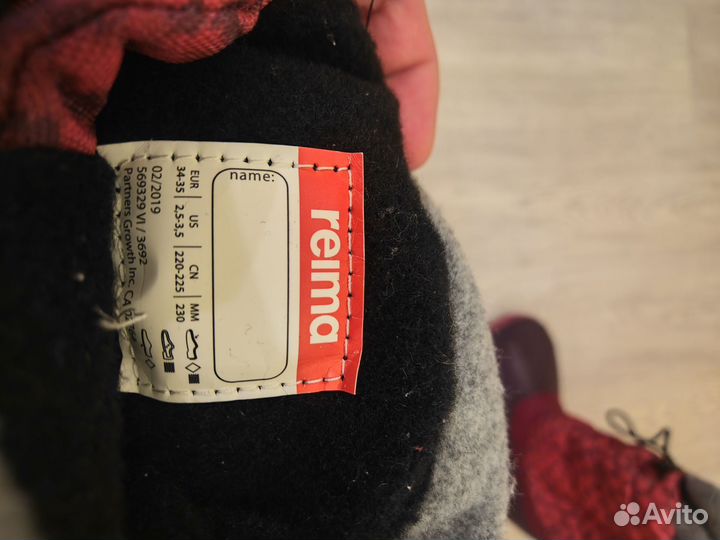 reima
name:
EUR | US | CN | MM
34-35 | 2,5-3,5 | 220-225 | 230
02/2019
569329 VI / 3692
Partners Growth Inc, CA
Avito